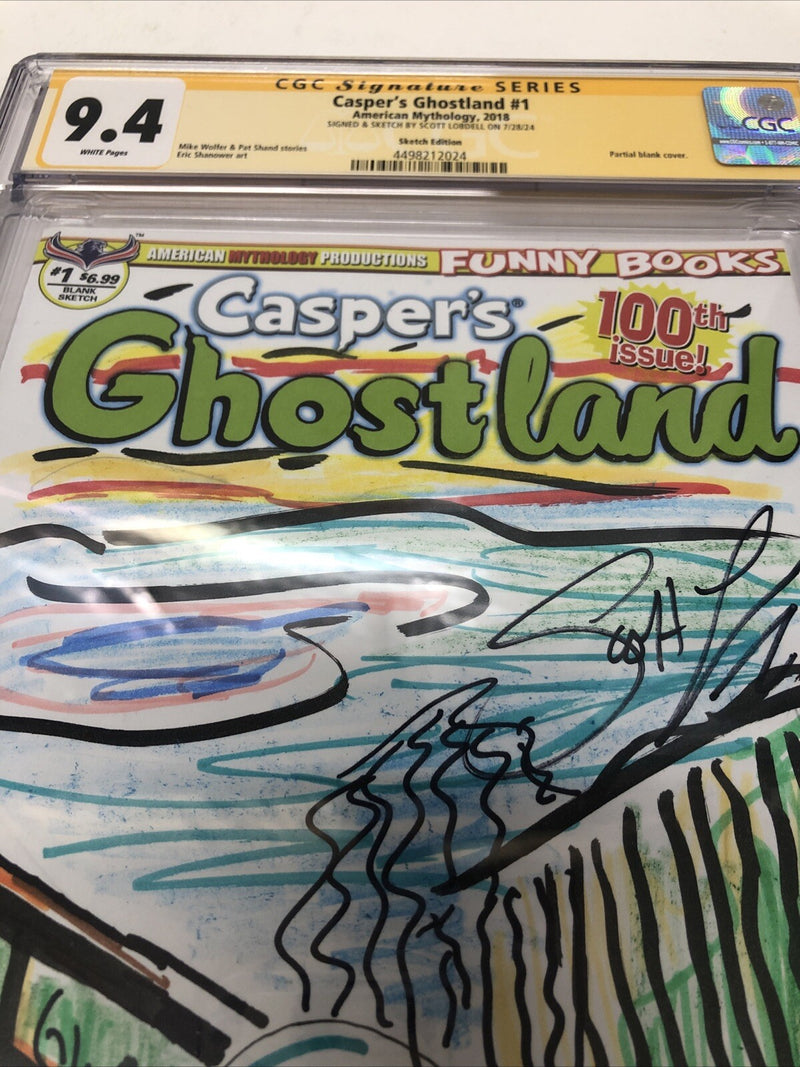 CGC Signature SERIES
9.4
WHITE Pages
Casper's Ghostland #1
American Mythology, 2018
SIGNED & SKETCH BY SCOTT LOBDELL ON 7/28/24
Mike Wolfer & Pat Shand stories
Eric Shanower art
Sketch Edition
4498212024
Partial blank cover.
CGC
#1 $6.99
BLANK
SKETCH
TM
AMERICAN MYTHOLOGY PRODUCTIONS
FUNNY BOOKS
Casper's®
Ghostland
100th
issue!
Scott